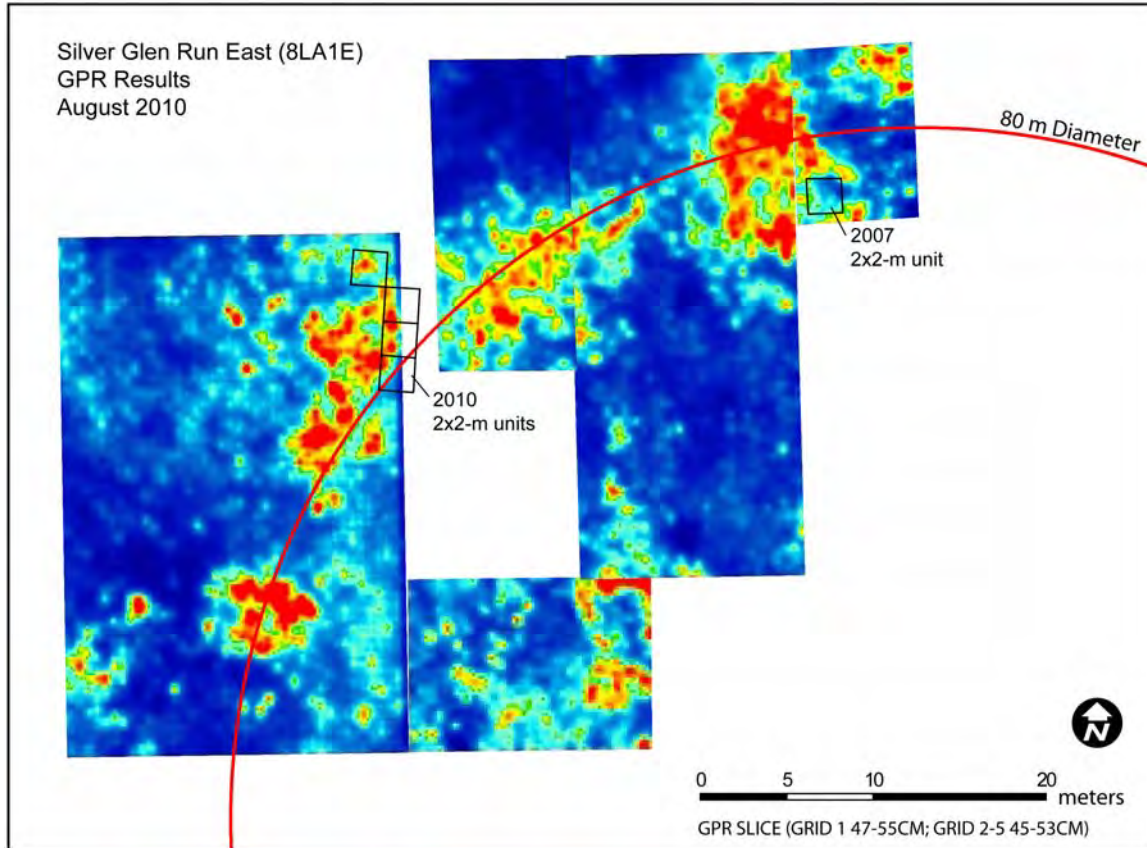 Silver Glen Run East (8LA1E)
GPR Results
August 2010
80 m Diameter
2007
2x2-m unit
2010
2x2-m units
N
0 5 10 20
meters
GPR SLICE (GRID 1 47-55CM; GRID 2-5 45-53CM)